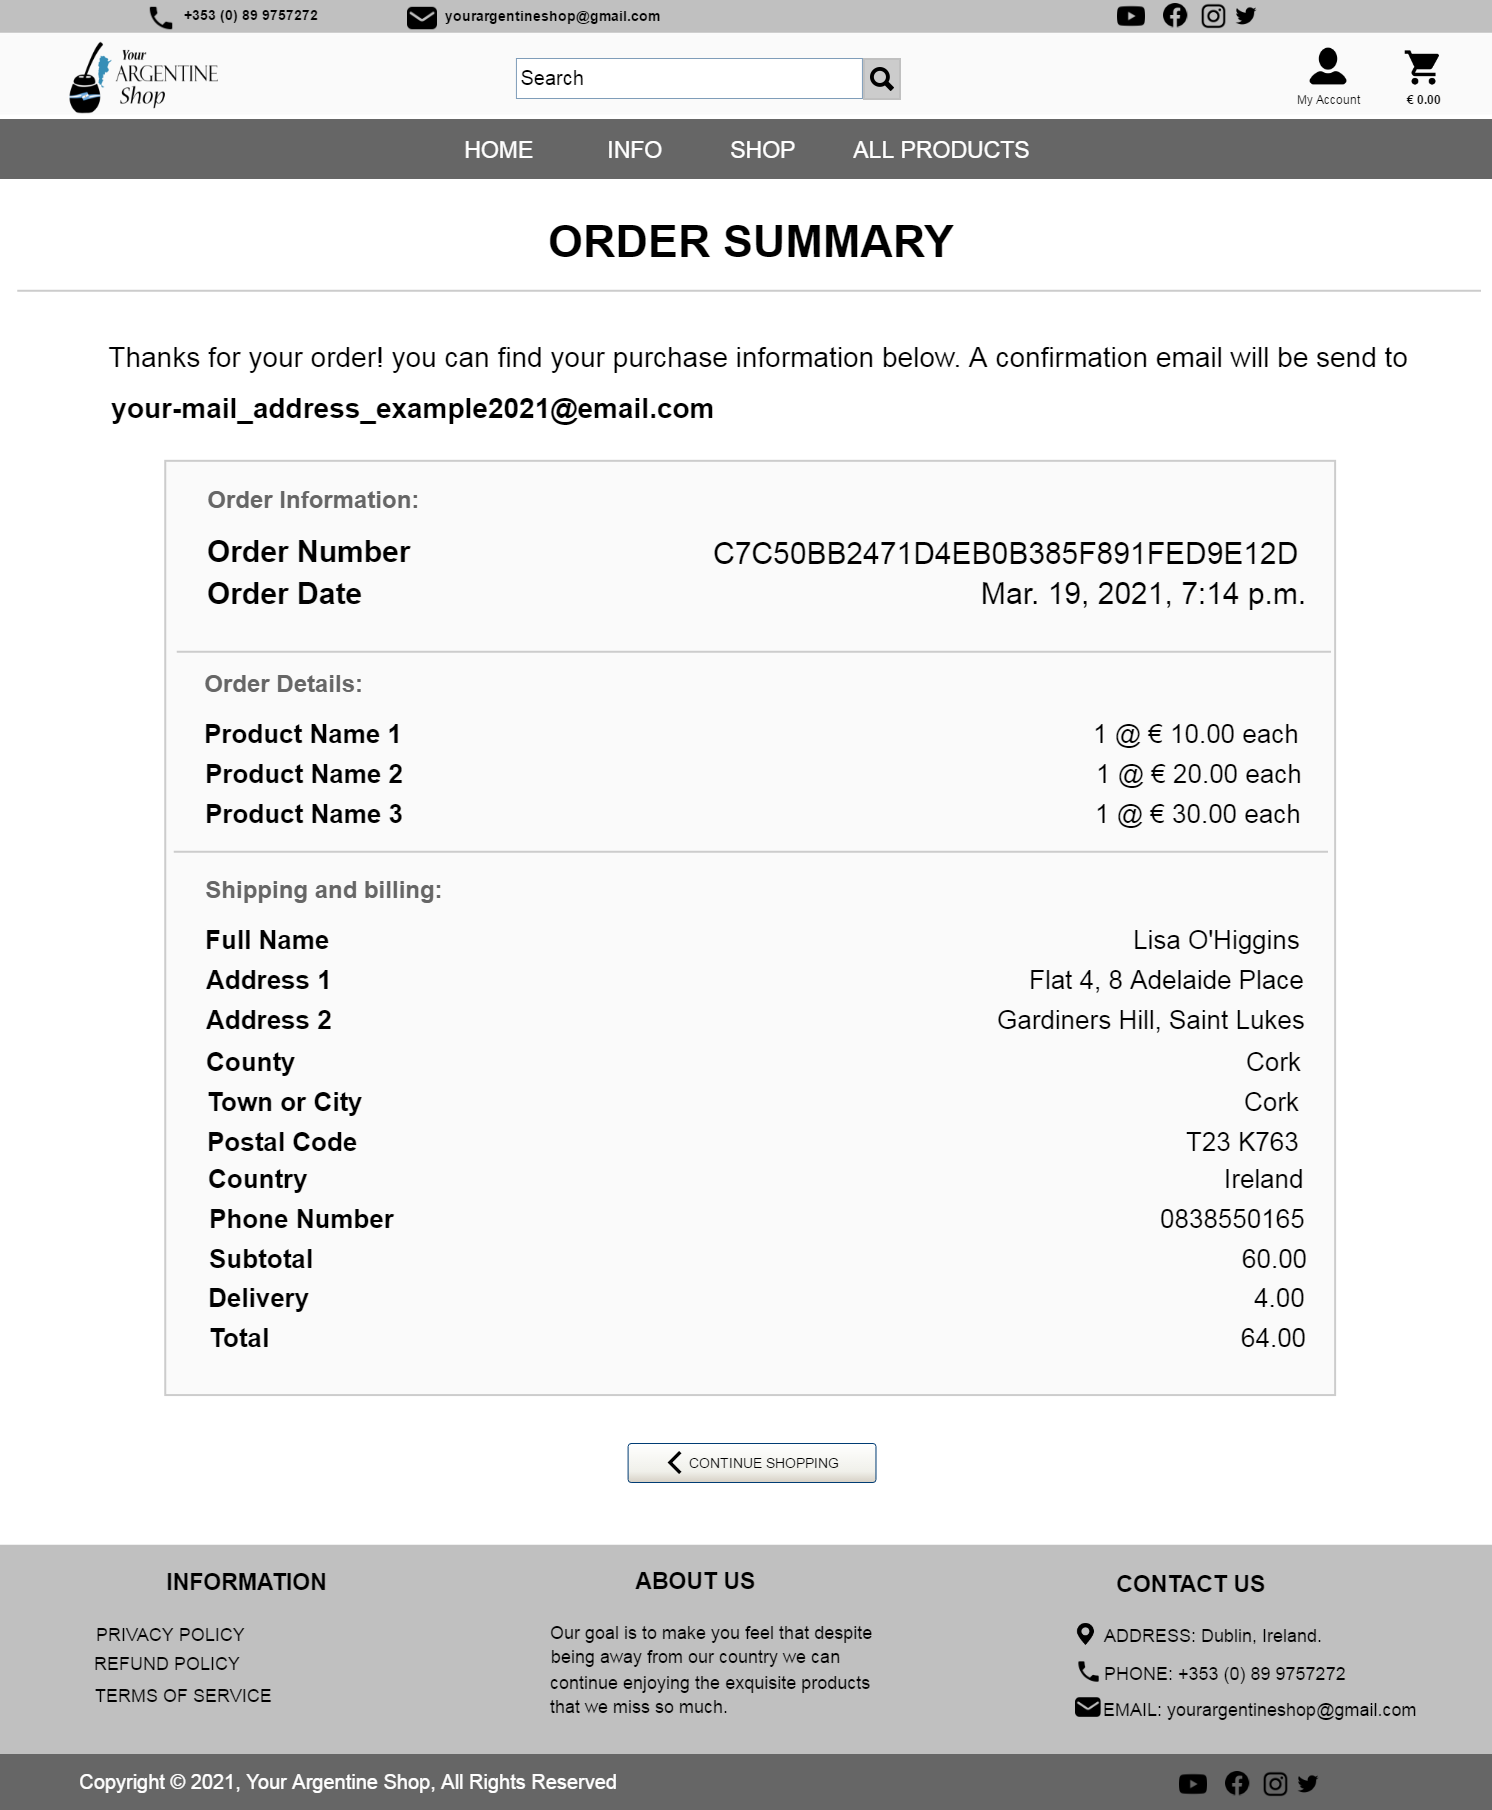 +353 (0) 89 9757272
yourargentineshop@gmail.com
Your
ARGENTINE
Shop
Search
My Account
€ 0.00
HOME INFO SHOP ALL PRODUCTS
ORDER SUMMARY
Thanks for your order! you can find your purchase information below. A confirmation email will be send to
your-mail_address_example2021@email.com
Order Information:
Order Number C7C50BB2471D4EB0B385F891FED9E12D
Order Date Mar. 19, 2021, 7:14 p.m.
Order Details:
Product Name 1 1 @ € 10.00 each
Product Name 2 1 @ € 20.00 each
Product Name 3 1 @ € 30.00 each
Shipping and billing:
Full Name Lisa O'Higgins
Address 1 Flat 4, 8 Adelaide Place
Address 2 Gardiners Hill, Saint Lukes
County Cork
Town or City Cork
Postal Code T23 K763
Country Ireland
Phone Number 0838550165
Subtotal 60.00
Delivery 4.00
Total 64.00
CONTINUE SHOPPING
INFORMATION
PRIVACY POLICY
REFUND POLICY
TERMS OF SERVICE
ABOUT US
Our goal is to make you feel that despite
being away from our country we can
continue enjoying the exquisite products
that we miss so much.
CONTACT US
ADDRESS: Dublin, Ireland.
PHONE: +353 (0) 89 9757272
EMAIL: yourargentineshop@gmail.com
Copyright © 2021, Your Argentine Shop, All Rights Reserved